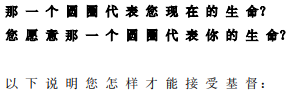 那一个圆圈代表您现在的生命?
您愿意那一个圆圈代表你的生命?
以下说明您怎样才能接受基督: